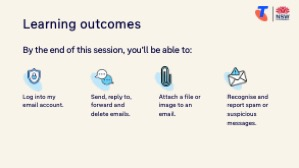 Learning outcomes
By the end of this session, you'll be able to:
Log into my
email account.
Send, reply to,
forward and
delete emails.
Attach a file or
image to an
email.
Recognise and
report spam or
suspicious
messages.